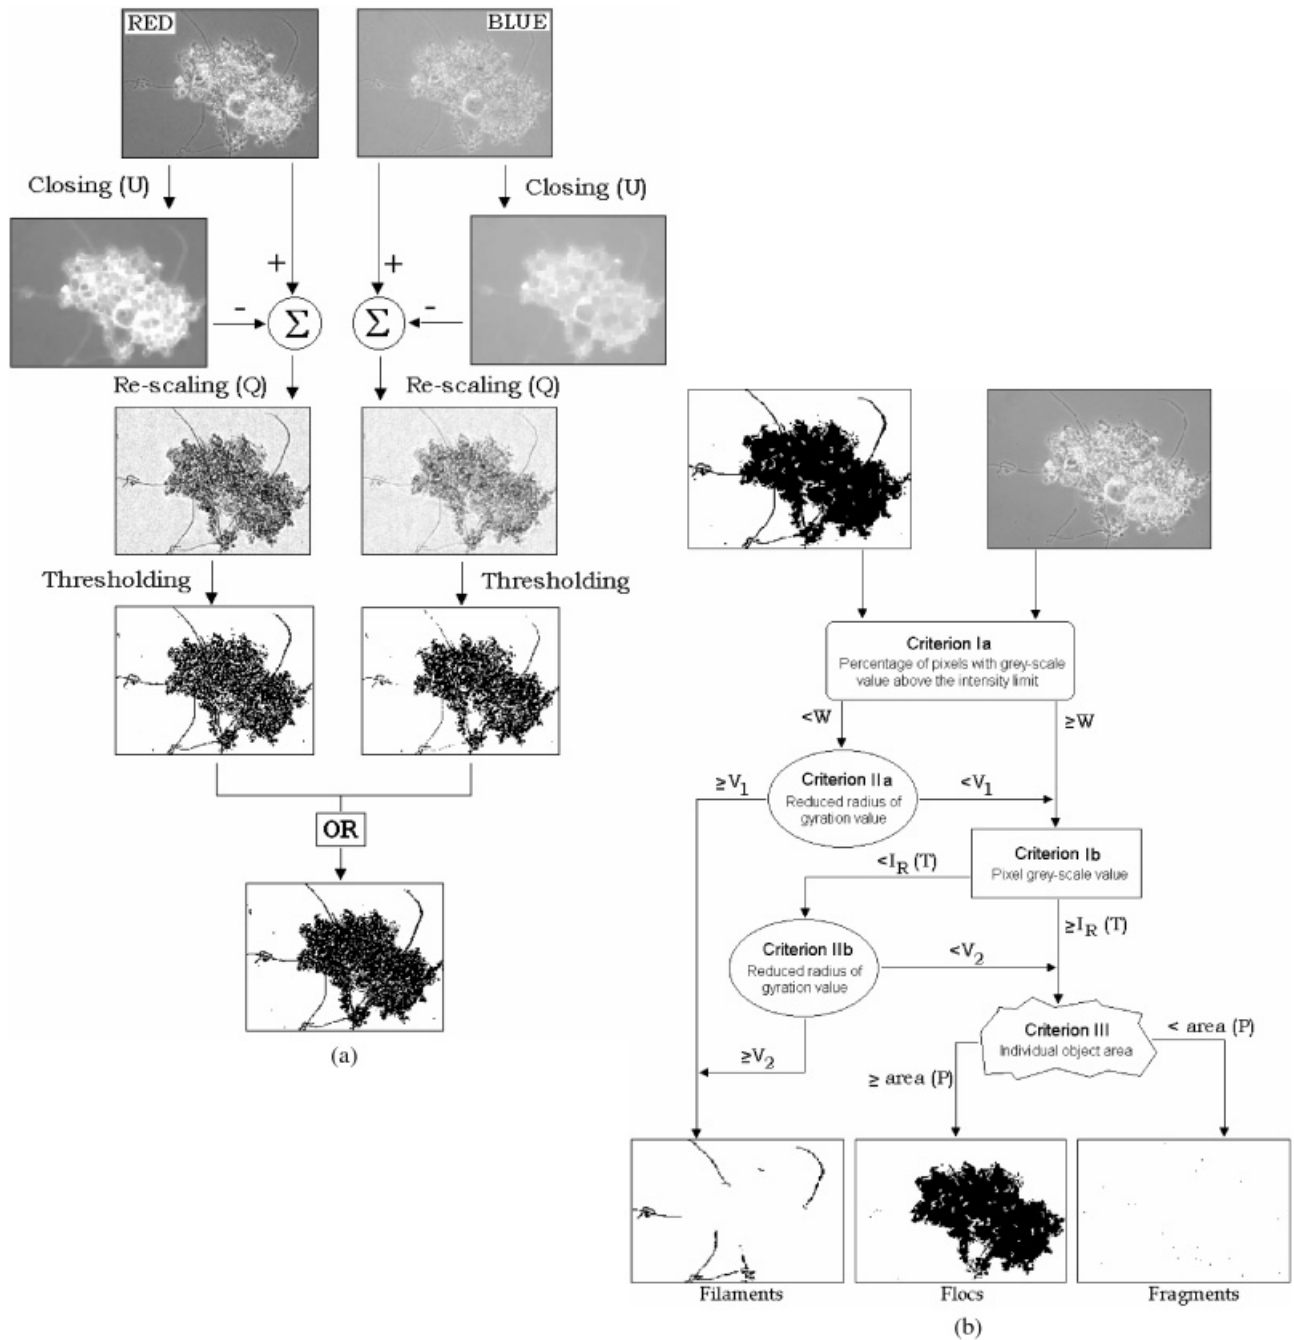 RED
BLUE
Closing (U)
Closing (U)
+
+
-
-
Σ
Σ
Re-scaling (Q)
Re-scaling (Q)
Thresholding
Thresholding
OR
(a)
Criterion Ia
Percentage of pixels with grey-scale
value above the intensity limit
<W
≥W
Criterion IIa
Reduced radius of
gyration value
≥V1
<V1
Criterion Ib
Pixel grey-scale value
<IR (T)
≥IR (T)
Criterion IIb
Reduced radius of
gyration value
<V2
≥V2
Criterion III
Individual object area
< area (P)
≥ area (P)
Filaments
Flocs
Fragments
(b)